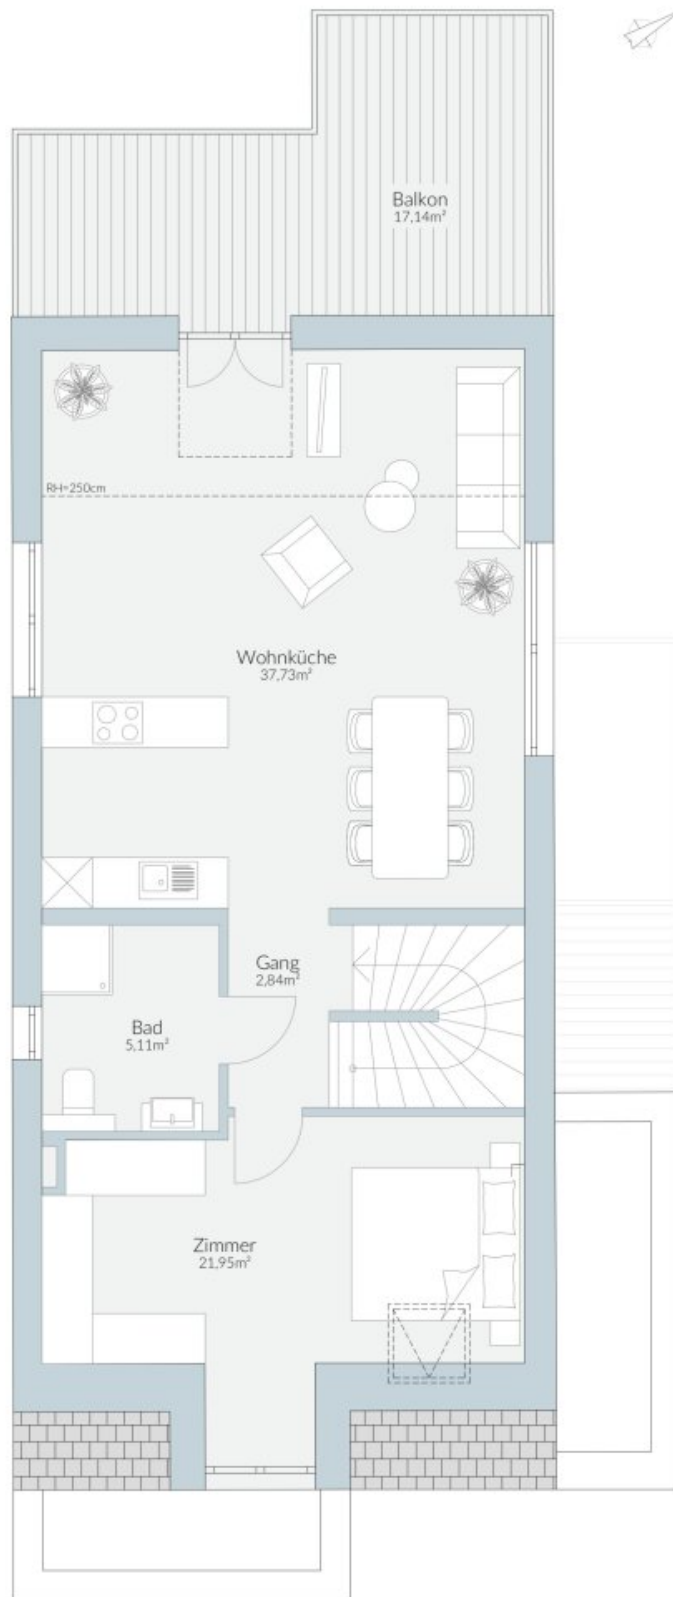 Balkon
17,14m²
RH=250cm
Wohnküche
37,73m²
Gang
2,84m²
Bad
5,11m²
Zimmer
21,95m²